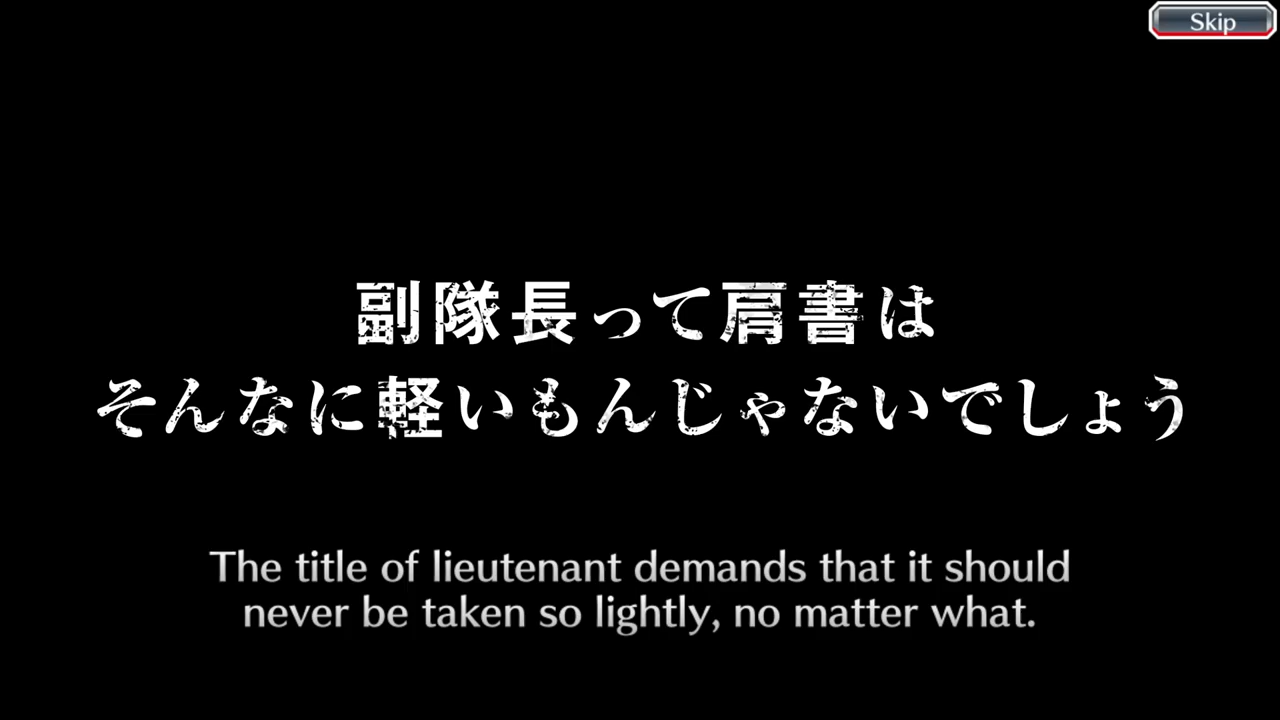 Skip
副隊長って肩書は
そんなに軽いもんじゃないでしょう
The title of lieutenant demands that it should
never be taken so lightly, no matter what.